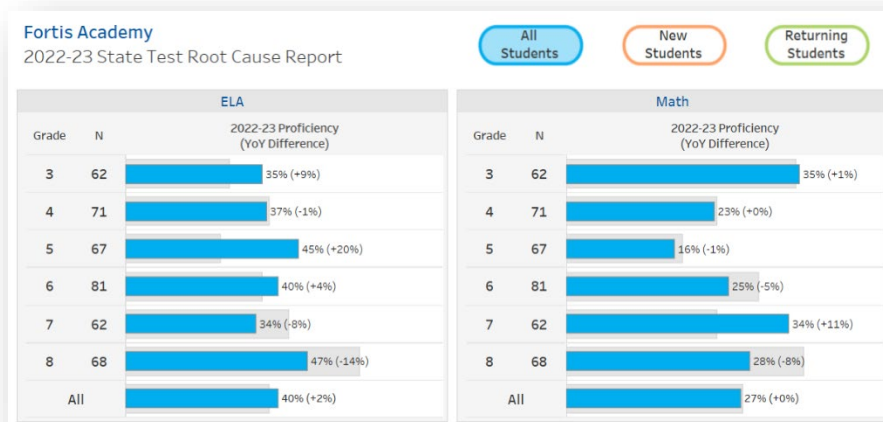 Fortis Academy
2022-23 State Test Root Cause Report
All
Students
New
Students
Returning
Students
ELA
Grade N 2022-23 Proficiency
(YoY Difference)
3 62 35% (+9%)
4 71 37% (-1%)
5 67 45% (+20%)
6 81 40% (+4%)
7 62 34% (-8%)
8 68 47% (-14%)
All 40% (+2%)
Math
Grade N 2022-23 Proficiency
(YoY Difference)
3 62 35% (+1%)
4 71 23% (+0%)
5 67 16% (-1%)
6 81 25% (-5%)
7 62 34% (+11%)
8 68 28% (-8%)
All 27% (+0%)